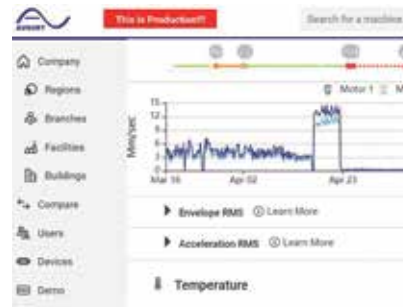 AUGURY
This is Production!!!
Search for a machine
Company
Regions
Branches
Facilities
Buildings
Compare
Users
Devices
Demo
Motor 1
M
Mm/sec
15
12
9
6
3
0
Mar 16
Apr 02
Apr 23
Envelope RMS
Learn More
Acceleration RMS
Learn More
Temperature